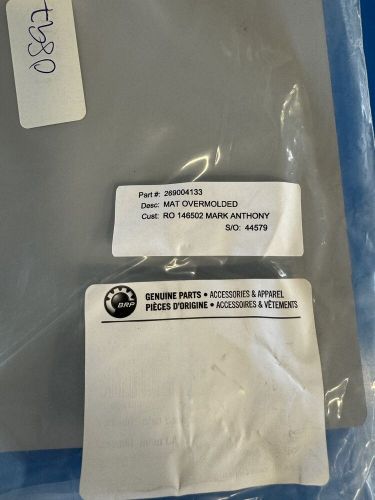 0897
Part #: 269004133
Desc: MAT OVERMOLDED
Cust: RO 146502 MARK ANTHONY
S/O: 44579
BRP
GENUINE PARTS • ACCESSORIES & APPAREL
PIÈCES D'ORIGINE • ACCESSOIRES & VÊTEMENTS